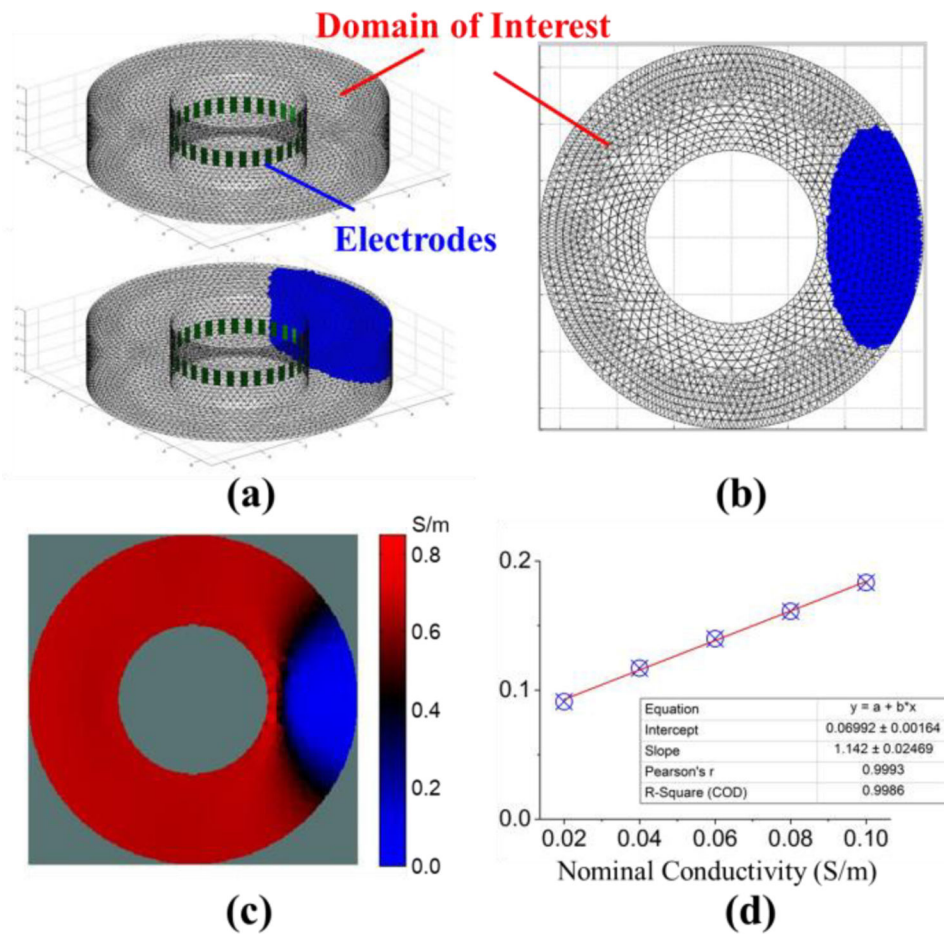 Domain of Interest
Electrodes
(a)
(b)
S/m
0.8
0.6
0.4
0.2
0.0
(c)
0.2
0.1
0.0
Equation y = a + b*x
Intercept 0.06992 ± 0.00164
Slope 1.142 ± 0.02469
Pearson's r 0.9993
R-Square (COD) 0.9986
0.02 0.04 0.06 0.08 0.10
Nominal Conductivity (S/m)
(d)